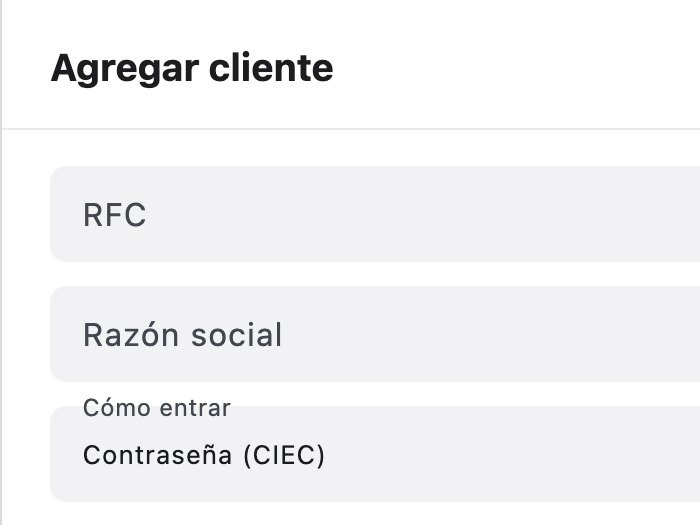 Agregar cliente
RFC
Razón social
Cómo entrar
Contraseña (CIEC)